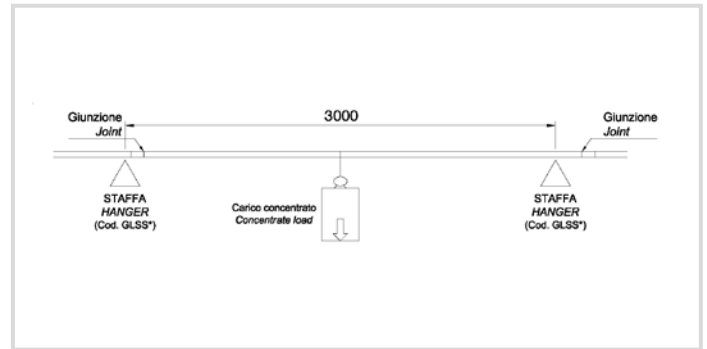 3000
Giunzione
Joint
Giunzione
Joint
STAFFA
HANGER
(Cod. GLSS*)
Carico concentrato
Concentrate load
STAFFA
HANGER
(Cod. GLSS*)